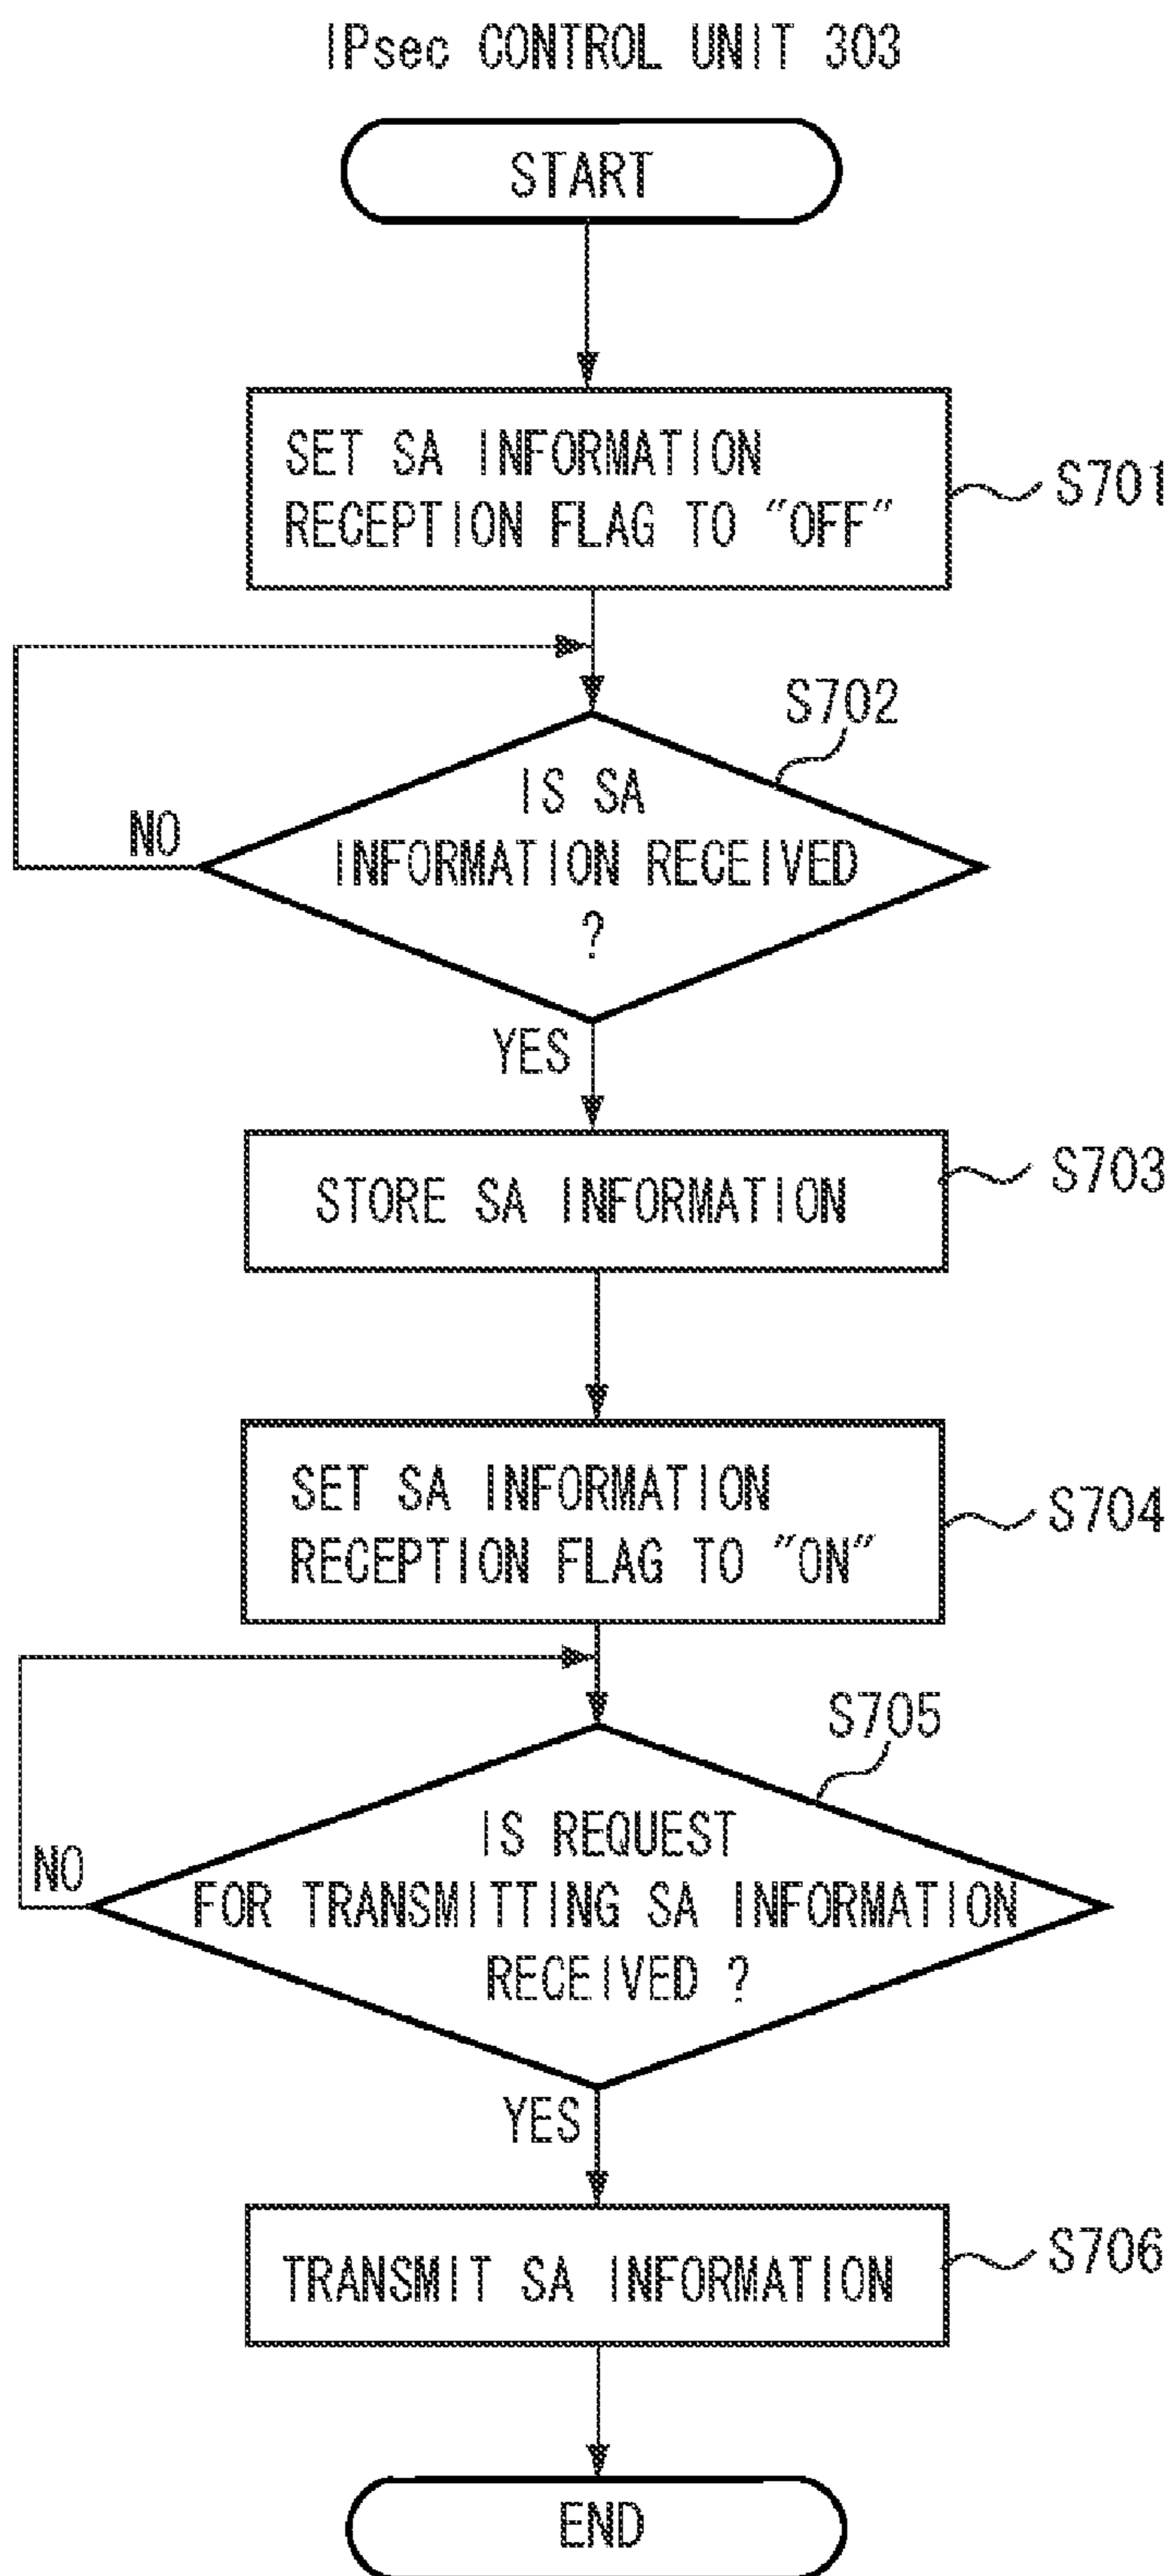 IPsec CONTROL UNIT 303
START
SET SA INFORMATION
RECEPTION FLAG TO "OFF"
S701
S702
IS SA
INFORMATION RECEIVED
?
NO
YES
STORE SA INFORMATION
S703
SET SA INFORMATION
RECEPTION FLAG TO "ON"
S704
S705
IS REQUEST
FOR TRANSMITTING SA INFORMATION
RECEIVED ?
NO
YES
TRANSMIT SA INFORMATION
S706
END